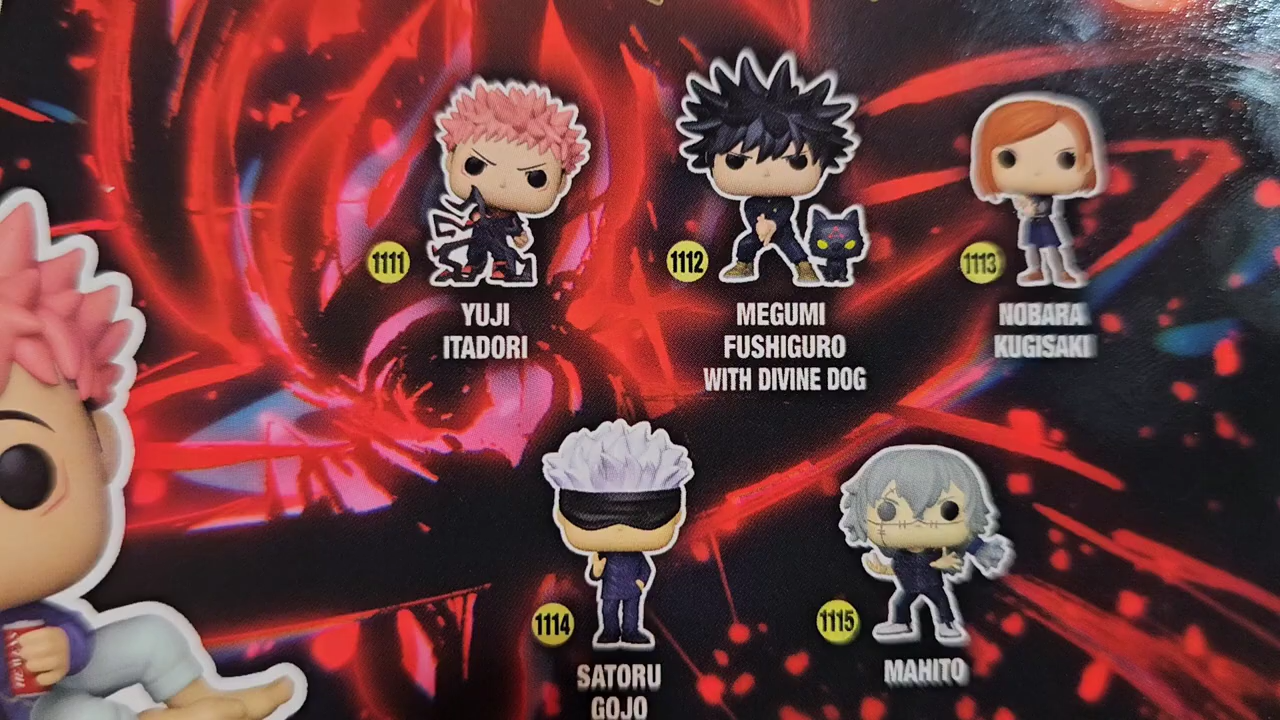 1111
YUJI
ITADORI
1112
MEGUMI
FUSHIGURO
WITH DIVINE DOG
1113
NOBARA
KUGISAKI
1114
SATORU
GOJO
1115
MAHITO